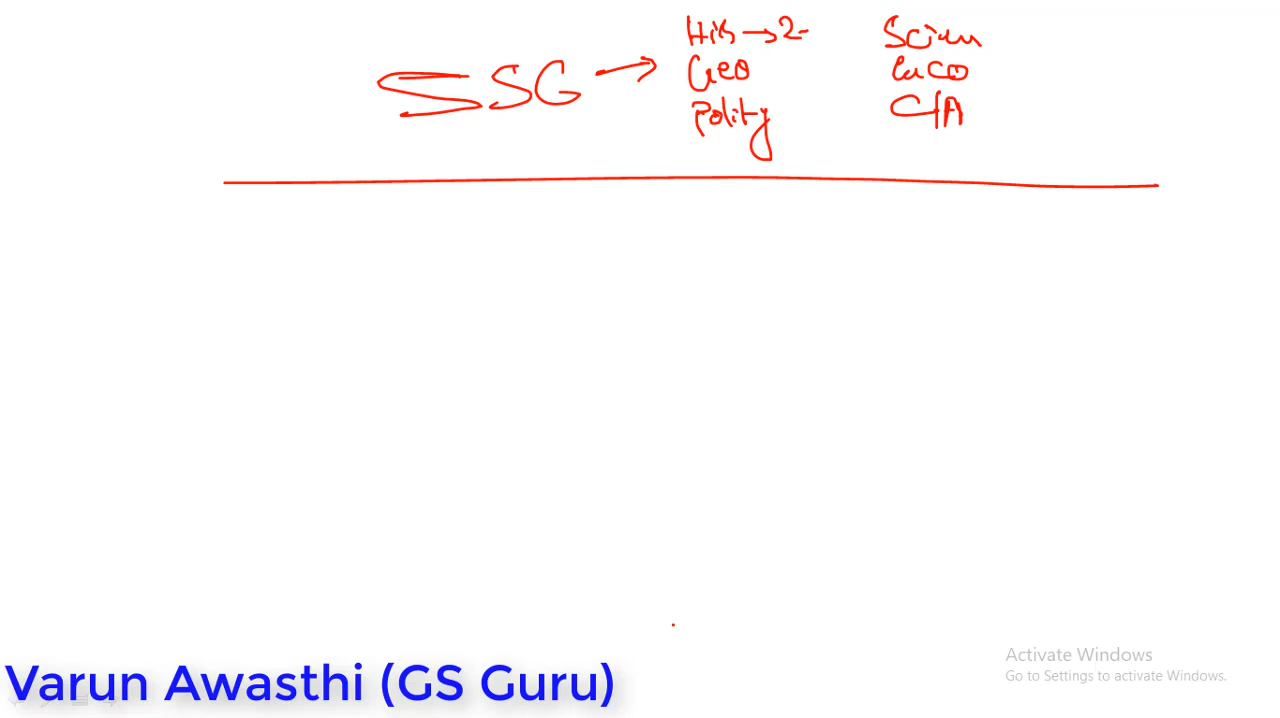 SSG → His → 2- Scien
Geo Eco
Polity C/A
Varun Awasthi (GS Guru)
Activate Windows
Go to Settings to activate Windows.